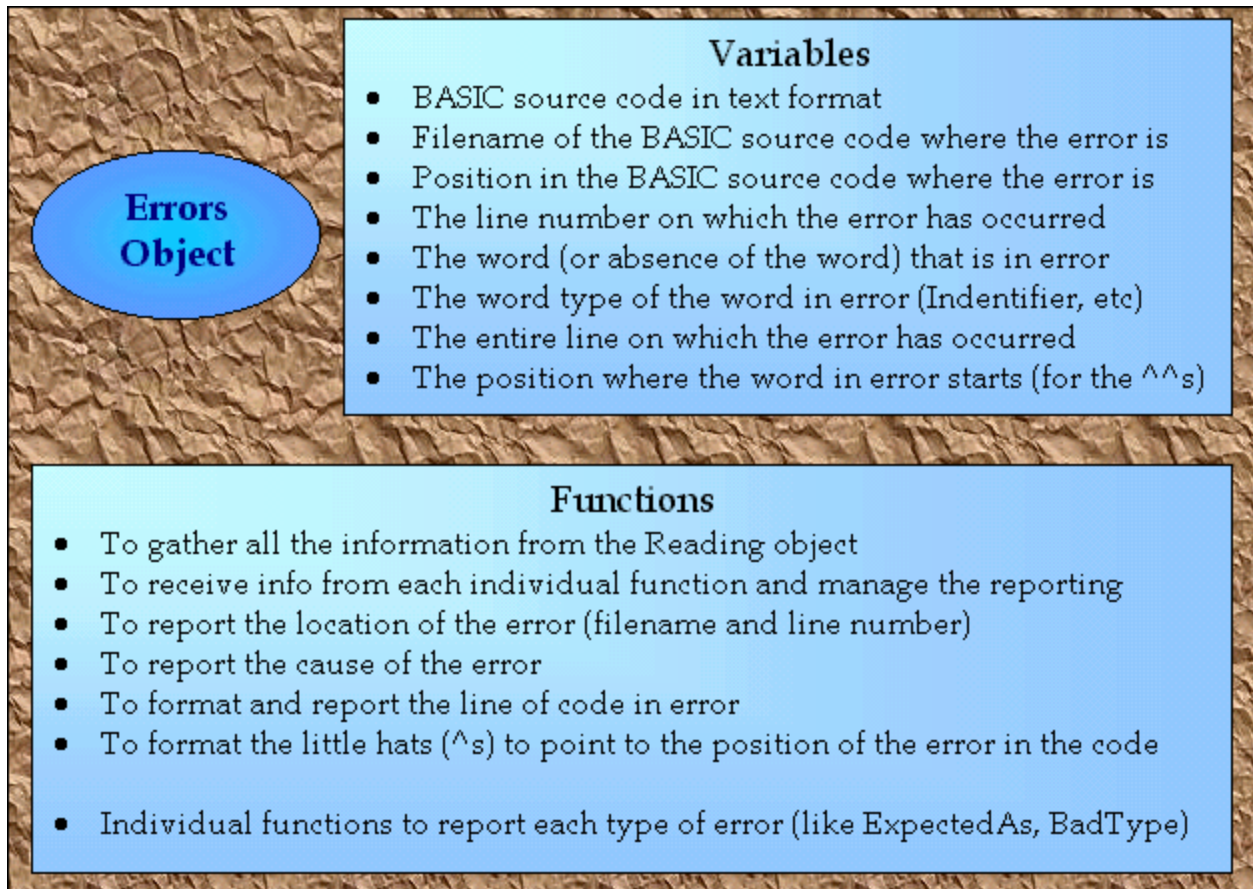 Errors
Object
Variables
• BASIC source code in text format
• Filename of the BASIC source code where the error is
• Position in the BASIC source code where the error is
• The line number on which the error has occurred
• The word (or absence of the word) that is in error
• The word type of the word in error (Indentifier, etc)
• The entire line on which the error has occurred
• The position where the word in error starts (for the ^^s)
Functions
• To gather all the information from the Reading object
• To receive info from each individual function and manage the reporting
• To report the location of the error (filename and line number)
• To report the cause of the error
• To format and report the line of code in error
• To format the little hats (^s) to point to the position of the error in the code
• Individual functions to report each type of error (like ExpectedAs, BadType)